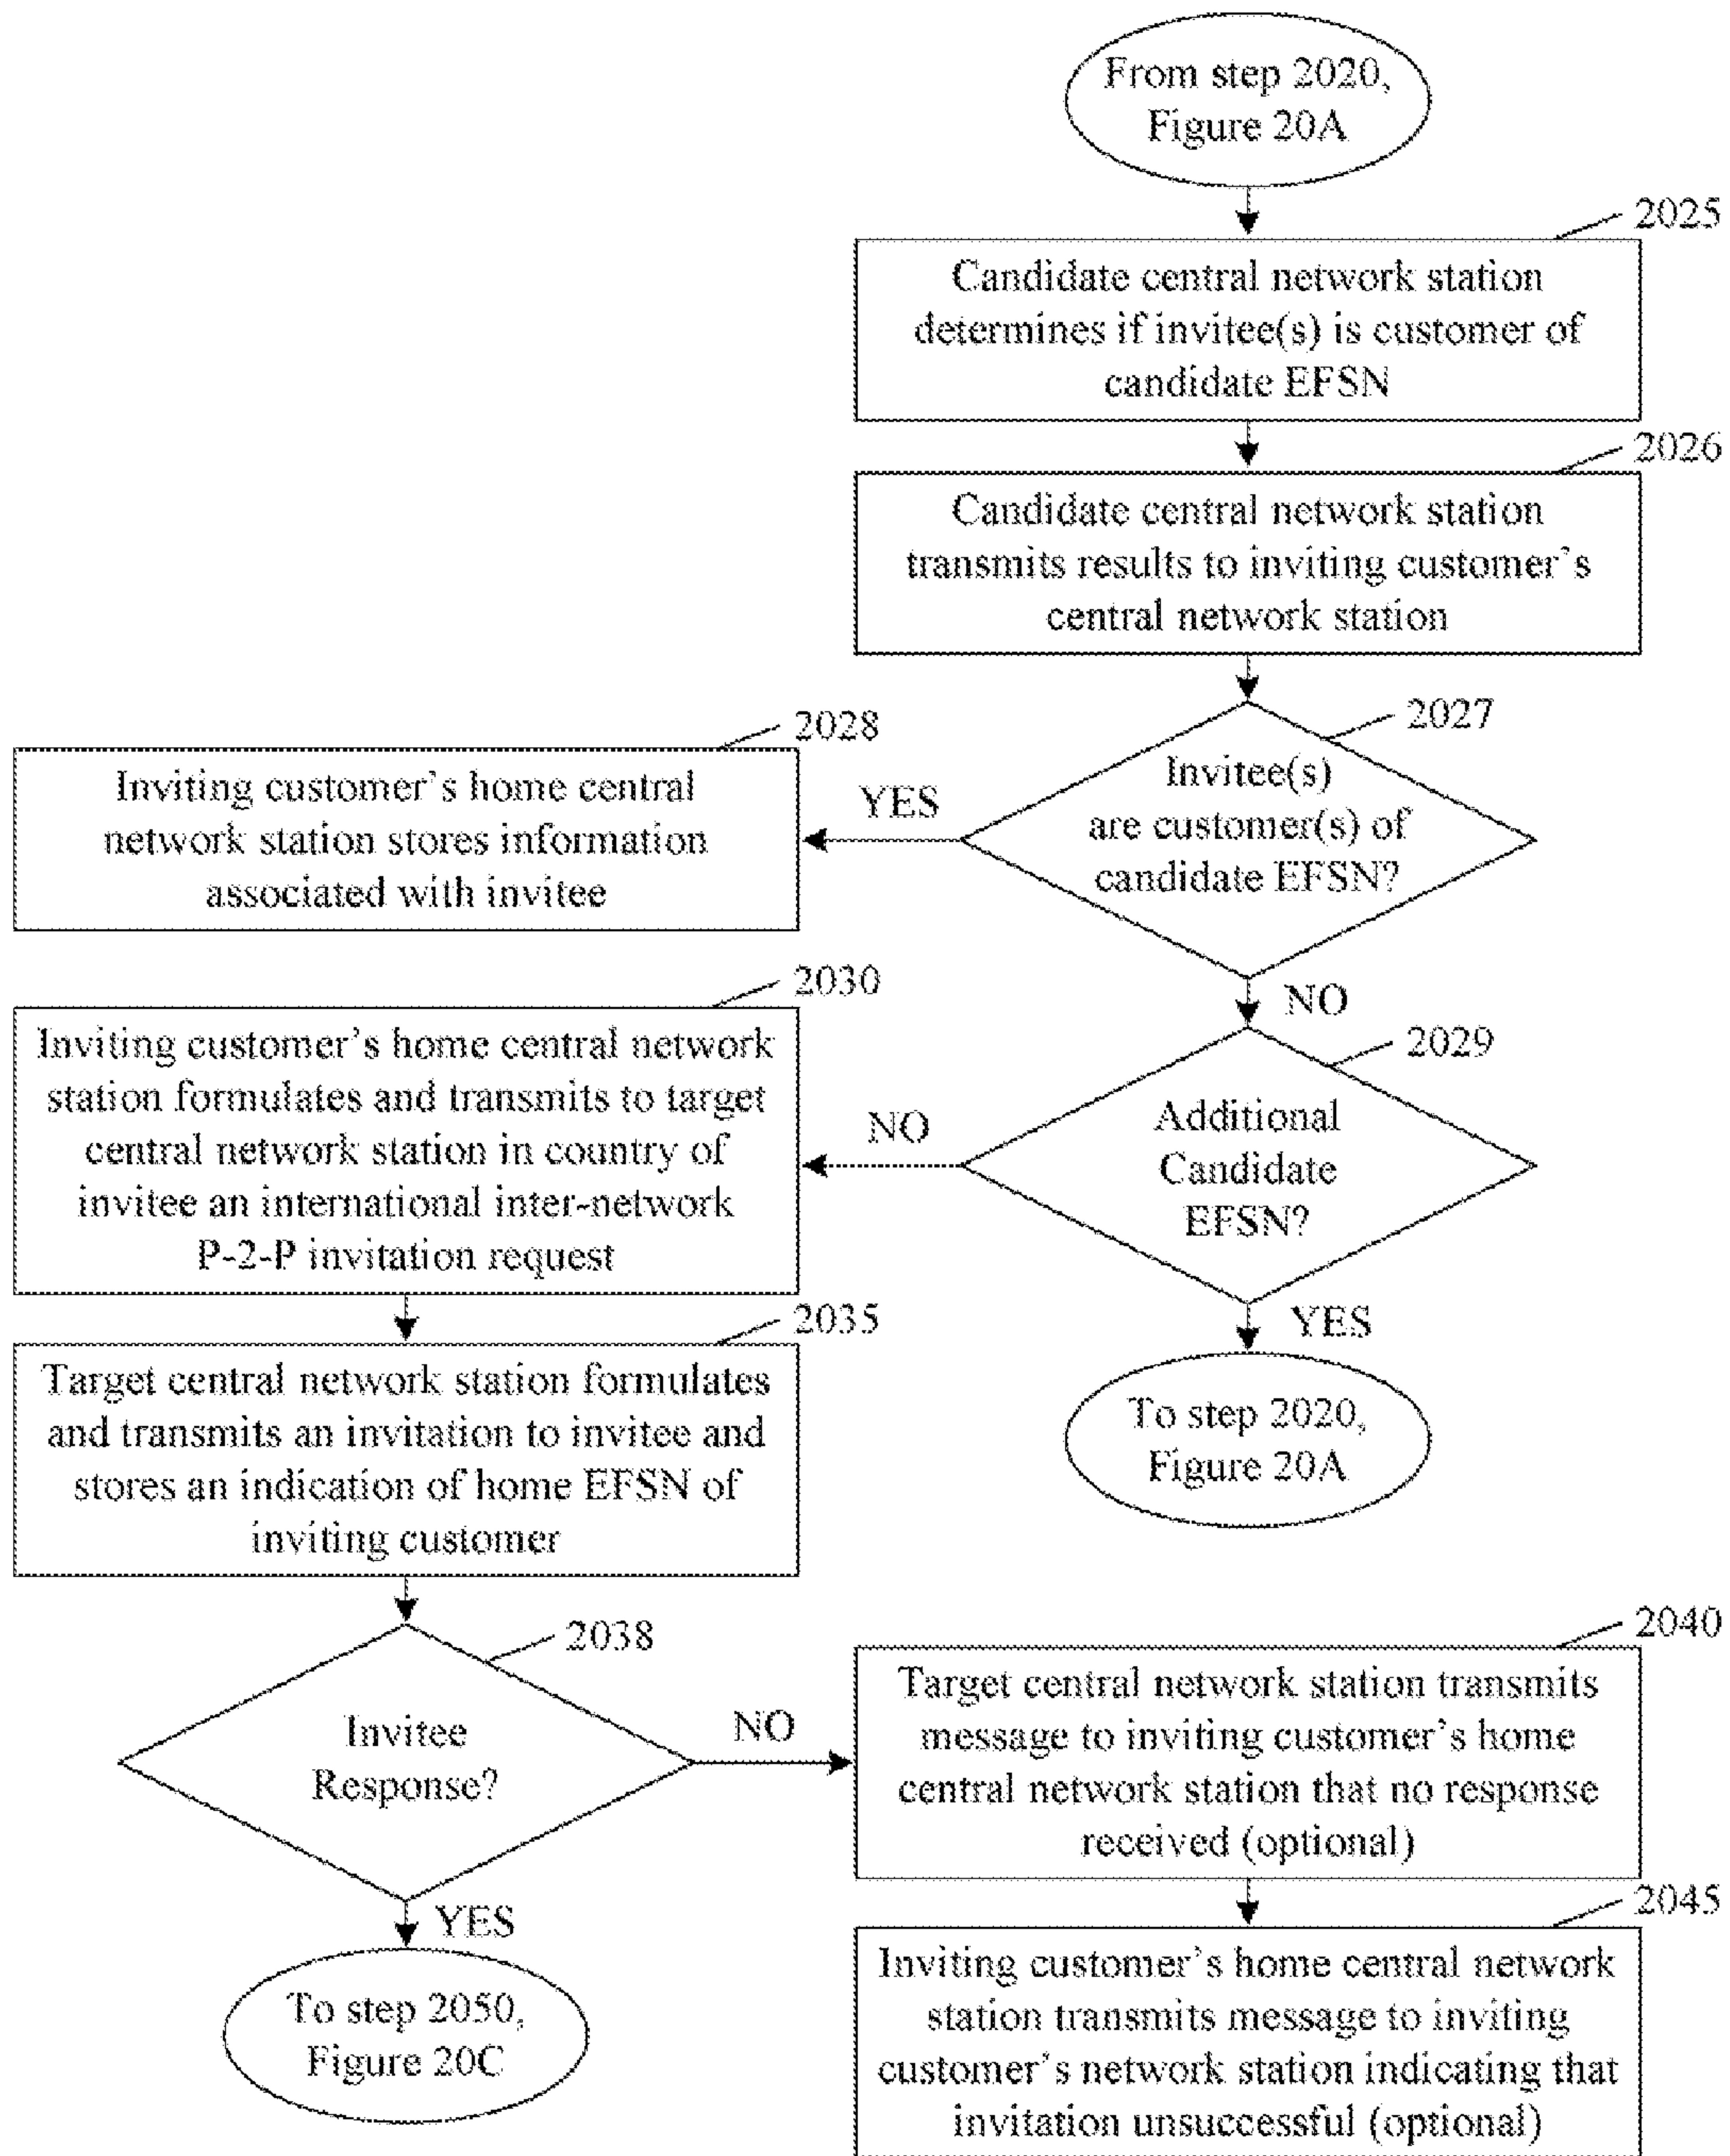 From step 2020,
Figure 20A
2025
Candidate central network station
determines if invitee(s) is customer of
candidate EFSN
2026
Candidate central network station
transmits results to inviting customer's
central network station
2027
Invitee(s)
are customer(s) of
candidate EFSN?
YES
2028
Inviting customer's home central
network station stores information
associated with invitee
NO
2029
Additional
Candidate
EFSN?
YES
To step 2020,
Figure 20A
NO
2030
Inviting customer's home central network
station formulates and transmits to target
central network station in country of
invitee an international inter-network
P-2-P invitation request
2035
Target central network station formulates
and transmits an invitation to invitee and
stores an indication of home EFSN of
inviting customer
2038
Invitee
Response?
YES
To step 2050,
Figure 20C
NO
2040
Target central network station transmits
message to inviting customer's home
central network station that no response
received (optional)
2045
Inviting customer's home central network
station transmits message to inviting
customer's network station indicating that
invitation unsuccessful (optional)